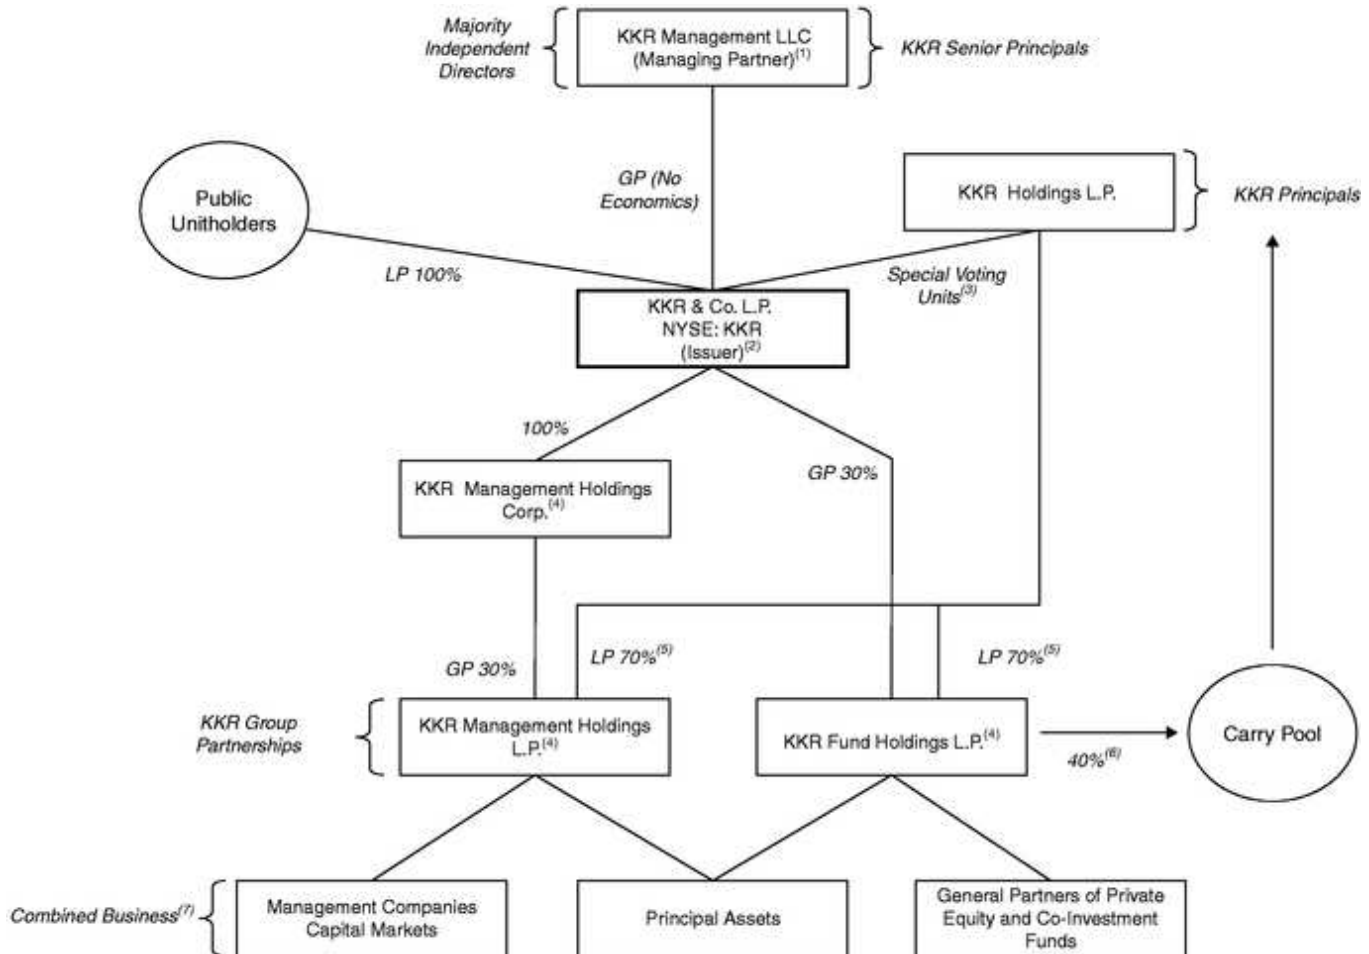 Majority
Independent
Directors
KKR Management LLC
(Managing Partner)(1)
KKR Senior Principals
Public
Unitholders
GP (No
Economics)
KKR Holdings L.P.
KKR Principals
LP 100%
Special Voting
Units(3)
KKR & Co. L.P.
NYSE: KKR
(Issuer)(2)
100%
GP 30%
KKR Management Holdings
Corp.(4)
GP 30%
LP 70%(5)
LP 70%(5)
KKR Group
Partnerships
KKR Management Holdings
L.P.(4)
KKR Fund Holdings L.P.(4)
40%(6)
Carry Pool
Combined Business(7)
Management Companies
Capital Markets
Principal Assets
General Partners of Private
Equity and Co-Investment
Funds